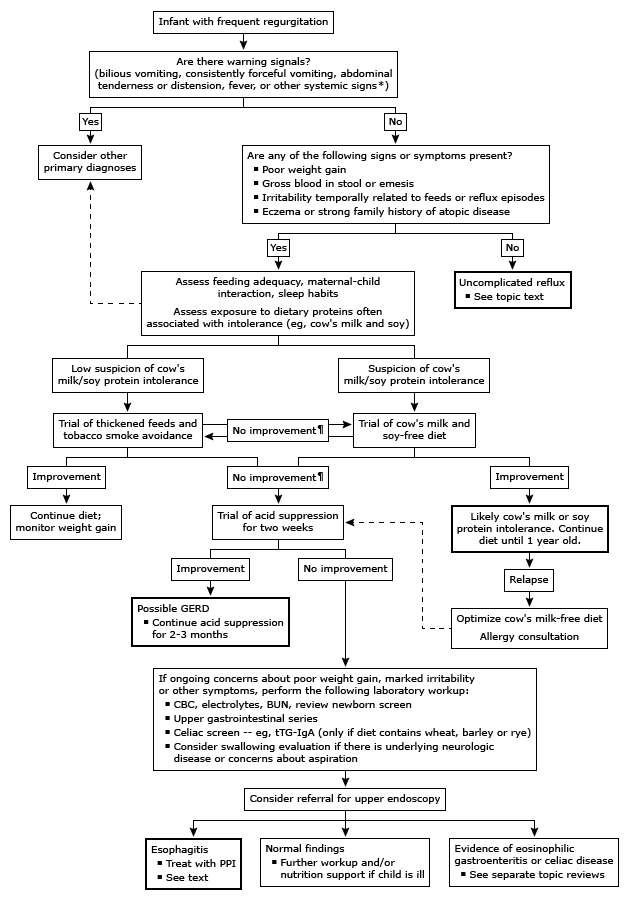 Infant with frequent regurgitation
Are there warning signals?
(bilious vomiting, consistently forceful vomiting, abdominal
tenderness or distension, fever, or other systemic signs*)
Yes
No
Consider other
primary diagnoses
Are any of the following signs or symptoms present?
▪ Poor weight gain
▪ Gross blood in stool or emesis
▪ Irritability temporally related to feeds or reflux episodes
▪ Eczema or strong family history of atopic disease
Yes
No
Assess feeding adequacy, maternal-child
interaction, sleep habits
Assess exposure to dietary proteins often
associated with intolerance (eg, cow's milk and soy)
Uncomplicated reflux
▪ See topic text
Low suspicion of cow's
milk/soy protein intolerance
Suspicion of cow's
milk/soy protein intolerance
Trial of thickened feeds and
tobacco smoke avoidance
No improvement¶
Trial of cow's milk and
soy-free diet
Improvement
No improvement¶
Improvement
Continue diet;
monitor weight gain
Trial of acid suppression
for two weeks
Likely cow's milk or soy
protein intolerance. Continue
diet until 1 year old.
Improvement
No improvement
Relapse
Possible GERD
▪ Continue acid suppression
for 2-3 months
Optimize cow's milk-free diet
Allergy consultation
If ongoing concerns about poor weight gain, marked irritability
or other symptoms, perform the following laboratory workup:
▪ CBC, electrolytes, BUN, review newborn screen
▪ Upper gastrointestinal series
▪ Celiac screen -- eg, tTG-IgA (only if diet contains wheat, barley or rye)
▪ Consider swallowing evaluation if there is underlying neurologic
disease or concerns about aspiration
Consider referral for upper endoscopy
Esophagitis
▪ Treat with PPI
▪ See text
Normal findings
▪ Further workup and/or
nutrition support if child is ill
Evidence of eosinophilic
gastroenteritis or celiac disease
▪ See separate topic reviews